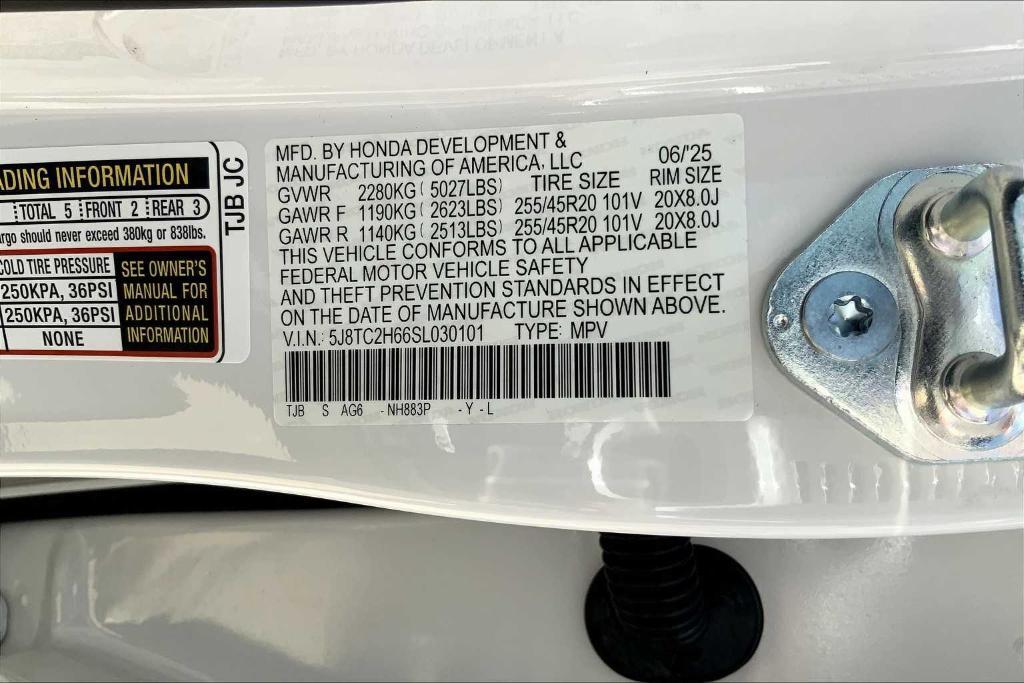 ADING INFORMATION
TOTAL 5 FRONT 2 REAR 3
argo should never exceed 380kg or 838lbs.
COLD TIRE PRESSURE
250KPA, 36PSI
250KPA, 36PSI
NONE
SEE OWNER'S
MANUAL FOR
ADDITIONAL
INFORMATION
TJB JC
MFD. BY HONDA DEVELOPMENT &
MANUFACTURING OF AMERICA, LLC 06/'25
GVWR 2280KG ( 5027LBS) TIRE SIZE RIM SIZE
GAWR F 1190KG ( 2623LBS) 255/45R20 101V 20X8.0J
GAWR R 1140KG ( 2513LBS) 255/45R20 101V 20X8.0J
THIS VEHICLE CONFORMS TO ALL APPLICABLE
FEDERAL MOTOR VEHICLE SAFETY
AND THEFT PREVENTION STANDARDS IN EFFECT
ON THE DATE OF MANUFACTURE SHOWN ABOVE.
V.I.N.: 5J8TC2H66SL030101 TYPE: MPV
TJB S AG6 - NH883P - Y - L